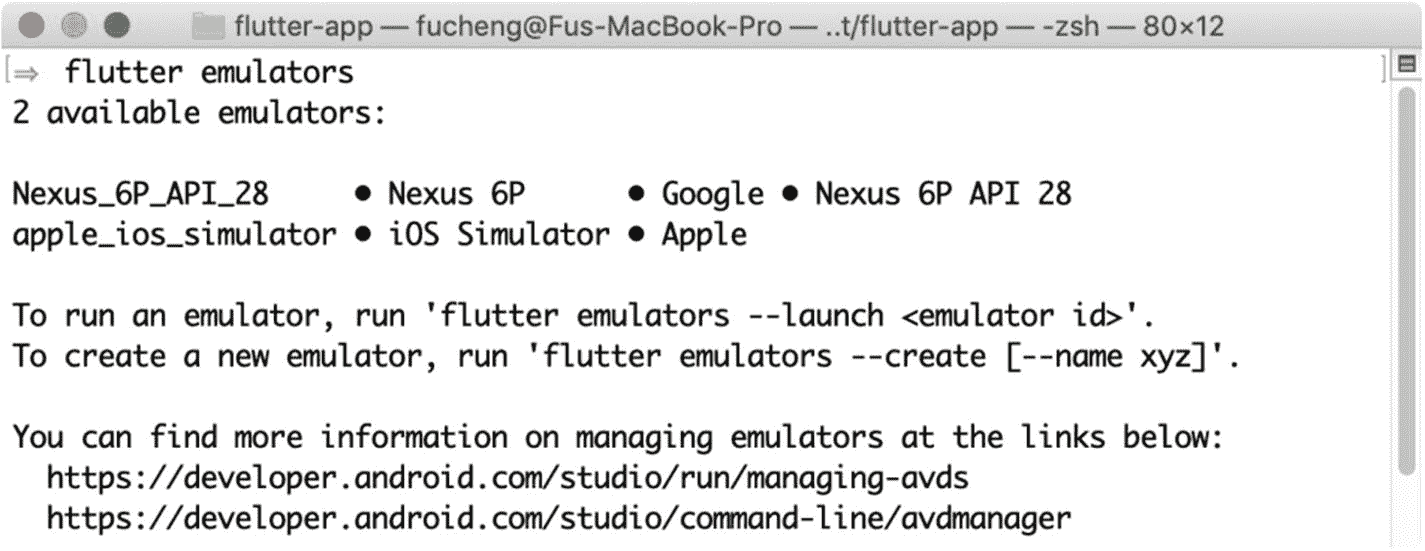 flutter-app — fucheng@Fus-MacBook-Pro — ..t/flutter-app — -zsh — 80×12
[⇒  flutter emulators ]
2 available emulators:
Nexus_6P_API_28     • Nexus 6P      • Google • Nexus 6P API 28
apple_ios_simulator • iOS Simulator • Apple
To run an emulator, run 'flutter emulators --launch <emulator id>'.
To create a new emulator, run 'flutter emulators --create [--name xyz]'.
You can find more information on managing emulators at the links below:
  https://developer.android.com/studio/run/managing-avds
  https://developer.android.com/studio/command-line/avdmanager